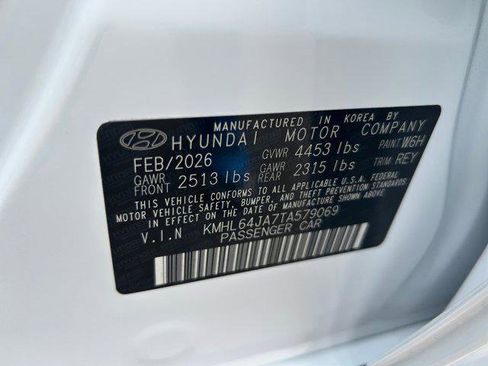 MANUFACTURED IN KOREA BY
HYUNDAI MOTOR COMPANY
FEB/2026 GVWR 4453 lbs PAINT W6H
GAWR FRONT 2513 lbs GAWR REAR 2315 lbs TRIM REY
THIS VEHICLE CONFORMS TO ALL APPLICABLE U.S.A. FEDERAL
MOTOR VEHICLE SAFETY, BUMPER, AND THEFT PREVENTION STANDARDS
IN EFFECT ON THE DATE OF MANUFACTURE SHOWN ABOVE.
V.I.N KMHL64JA7TA579069
PASSENGER CAR